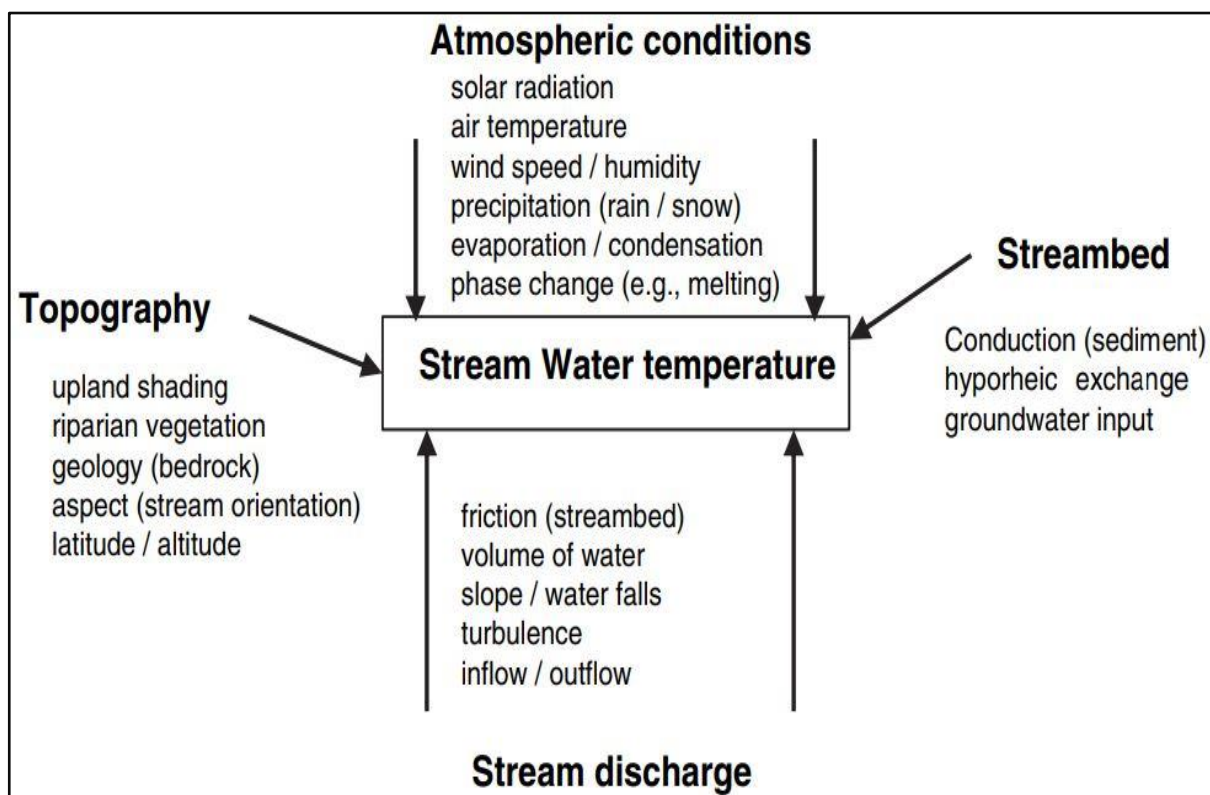 Atmospheric conditions
solar radiation
air temperature
wind speed / humidity
precipitation (rain / snow)
evaporation / condensation
phase change (e.g., melting)
Streambed
Conduction (sediment)
hyporheic exchange
groundwater input
Topography
upland shading
riparian vegetation
geology (bedrock)
aspect (stream orientation)
latitude / altitude
Stream Water temperature
friction (streambed)
volume of water
slope / water falls
turbulence
inflow / outflow
Stream discharge